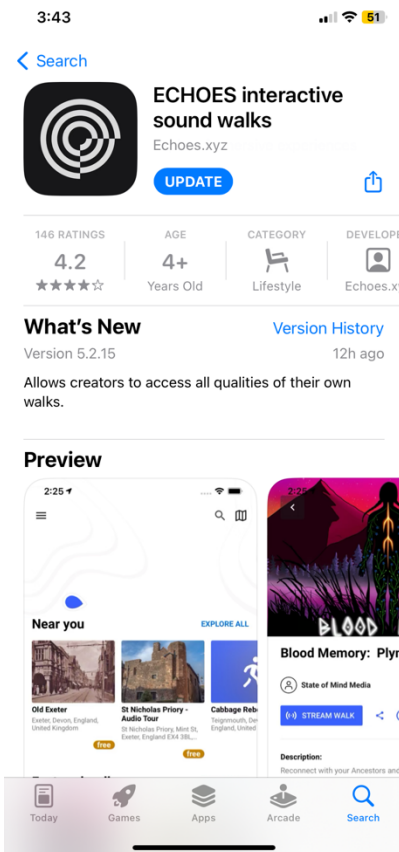 3:43
51
Search
ECHOES interactive
sound walks
Echoes.xyz
UPDATE
146 RATINGS
AGE
CATEGORY
DEVELOPE
4.2
4+
Years Old
Lifestyle
Echoes.x
What's New
Version History
Version 5.2.15
12h ago
Allows creators to access all qualities of their own
walks.
Preview
2:25
2:25
Near you
EXPLORE ALL
BLOOD
Blood Memory: Plyr
State of Mind Media
STREAM WALK
Old Exeter
Exeter, Devon, England,
United Kingdom
free
St Nicholas Priory -
Audio Tour
St Nicholas Priory, Mint St,
Exeter, England EX4 3BL,...
free
Cabbage Reb
Teignmouth, De
England, United
Description:
Reconnect with your Ancestors and
Today
Games
Apps
Arcade
Search